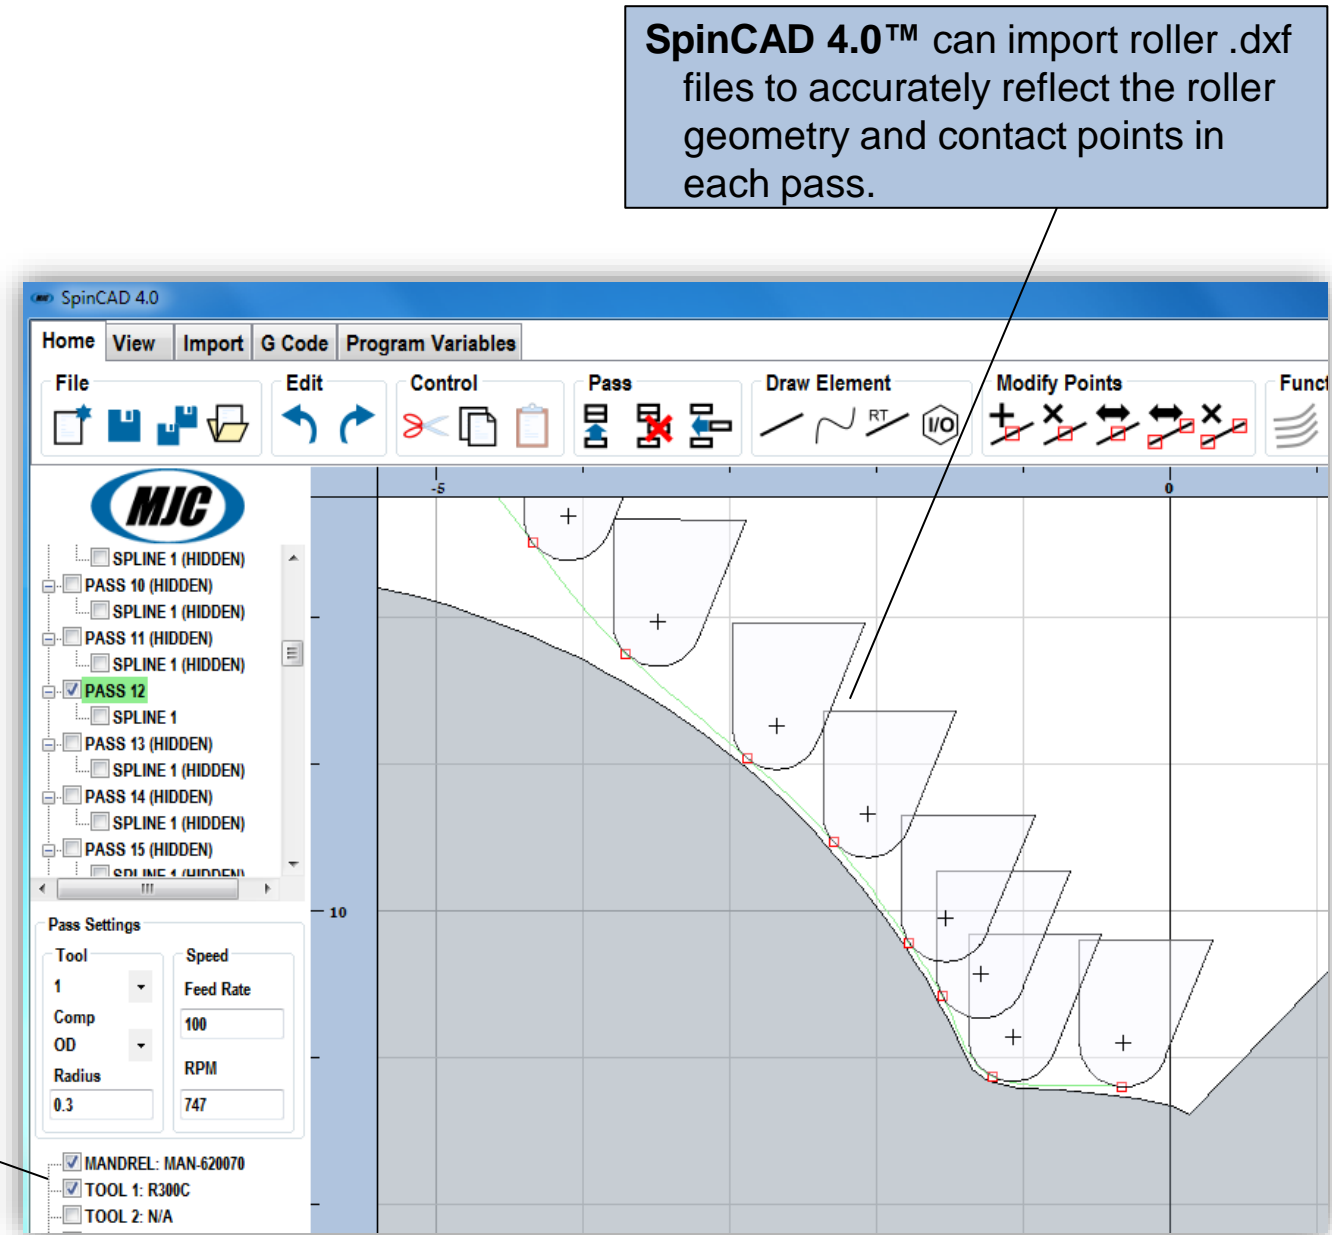 SpinCAD 4.0™ can import roller .dxf
files to accurately reflect the roller
geometry and contact points in
each pass.
SpinCAD 4.0
Home View Import G Code Program Variables
File Edit Control Pass Draw Element Modify Points Funct
RT I/O
MJC
-5 0
SPLINE 1 (HIDDEN)
PASS 10 (HIDDEN)
SPLINE 1 (HIDDEN)
PASS 11 (HIDDEN)
SPLINE 1 (HIDDEN)
PASS 12
SPLINE 1
PASS 13 (HIDDEN)
SPLINE 1 (HIDDEN)
PASS 14 (HIDDEN)
SPLINE 1 (HIDDEN)
PASS 15 (HIDDEN)
SPLINE 1 (HIDDEN)
10
Pass Settings
Tool Speed
1 Feed Rate
Comp 100
OD
Radius RPM
0.3 747
MANDREL: MAN-620070
TOOL 1: R300C
TOOL 2: N/A